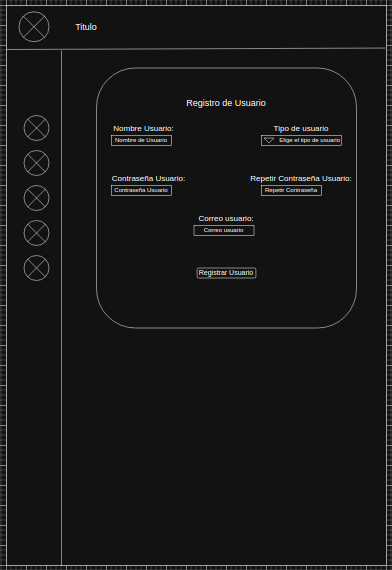 Titulo
Registro de Usuario
Nombre Usuario:
Tipo de usuario
Nombre de Usuario
Elige el tipo de usuario
Contraseña Usuario:
Repetir Contraseña Usuario:
Contraseña Usuario
Repetir Contraseña
Correo usuario:
Correo usuario
Registrar Usuario